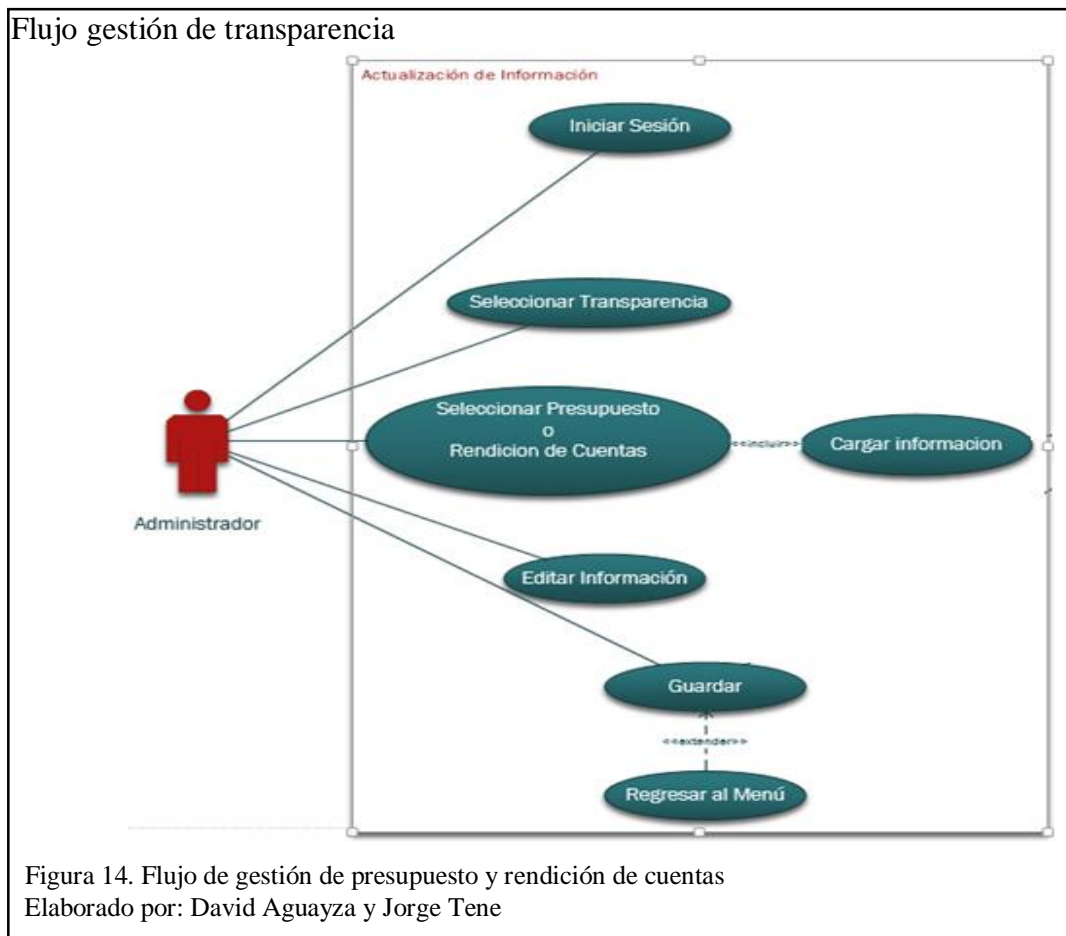 Flujo gestión de transparencia
Actualización de Información
Iniciar Sesión
Seleccionar Transparencia
Seleccionar Presupuesto
o
Rendicion de Cuentas
<<incluir>>
Cargar informacion
Administrador
Editar Información
Guardar
<<extender>>
Regresar al Menú
Figura 14. Flujo de gestión de presupuesto y rendición de cuentas
Elaborado por: David Aguayza y Jorge Tene